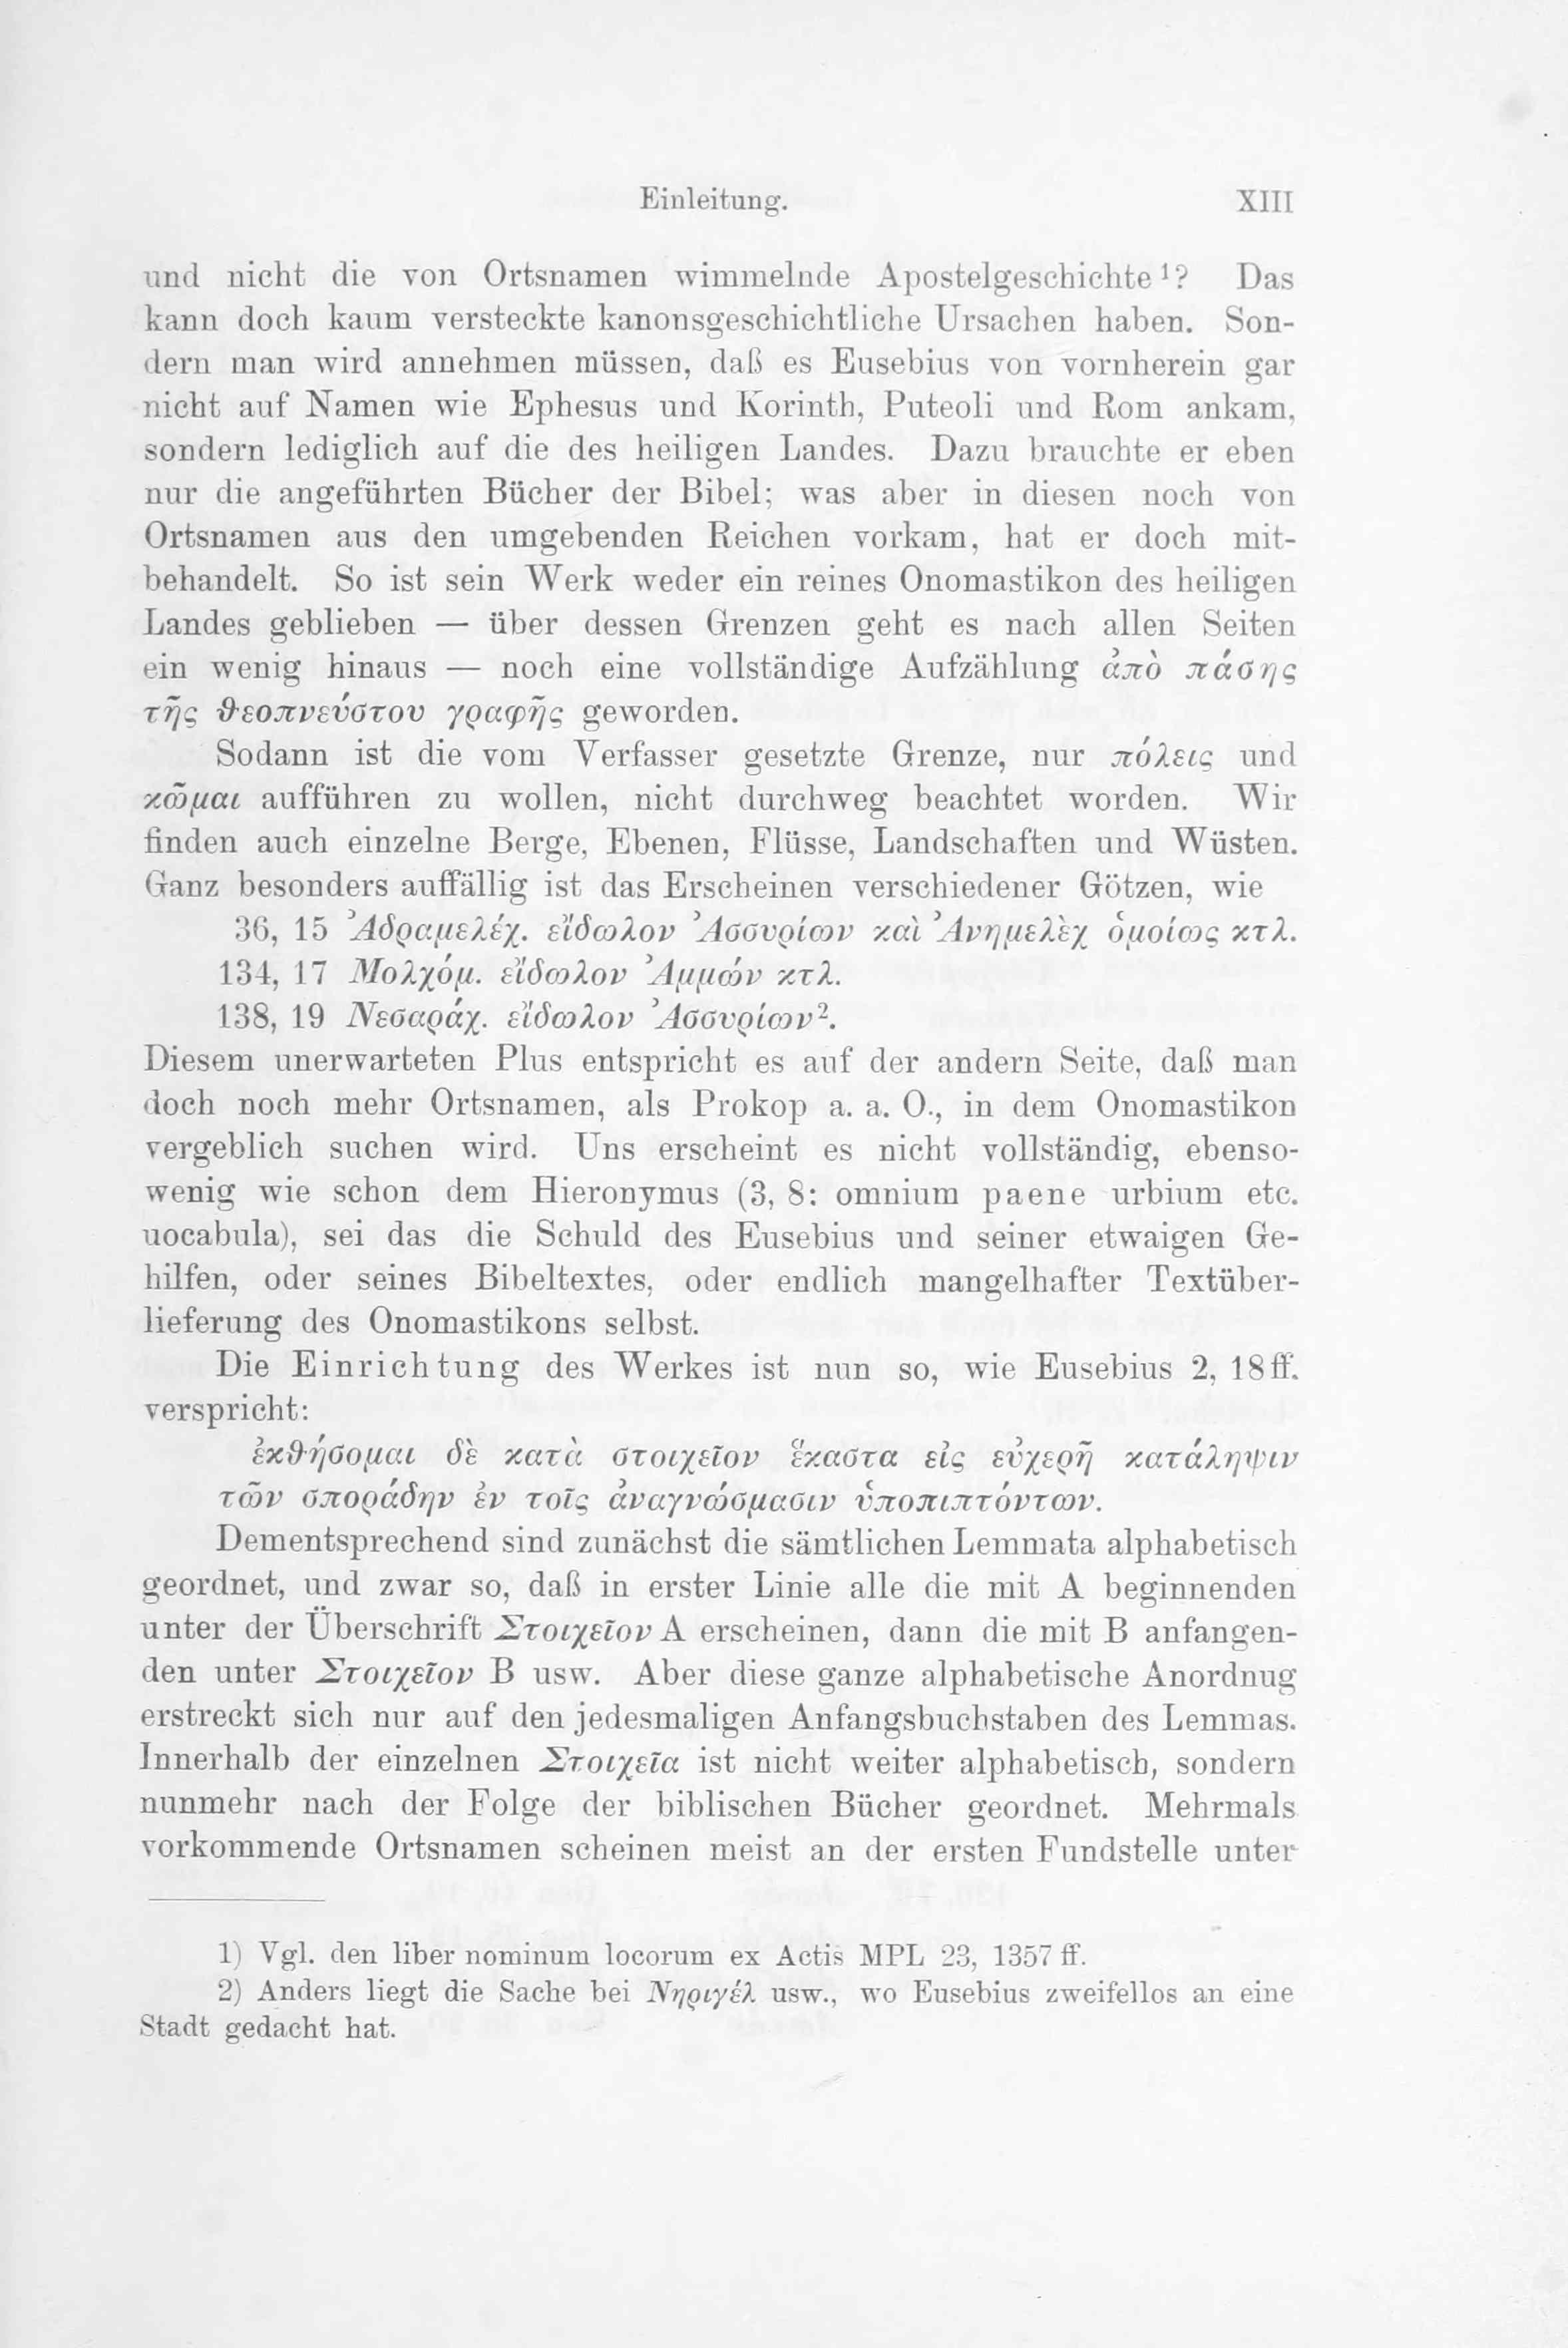 Einleitung. XIII
und nicht die von Ortsnamen wimmelnde Apostelgeschichte¹? Das
kann doch kaum versteckte kanonsgeschichtliche Ursachen haben. Son-
dern man wird annehmen müssen, daß es Eusebius von vornherein gar
nicht auf Namen wie Ephesus und Korinth, Puteoli und Rom ankam,
sondern lediglich auf die des heiligen Landes. Dazu brauchte er eben
nur die angeführten Bücher der Bibel; was aber in diesen noch von
Ortsnamen aus den umgebenden Reichen vorkam, hat er doch mit-
behandelt. So ist sein Werk weder ein reines Onomastikon des heiligen
Landes geblieben — über dessen Grenzen geht es nach allen Seiten
ein wenig hinaus — noch eine vollständige Aufzählung ἀπὸ πάσης
τῆς θεοπνεύστου γραφῆς geworden.
Sodann ist die vom Verfasser gesetzte Grenze, nur πόλεις und
κῶμαι aufführen zu wollen, nicht durchweg beachtet worden. Wir
finden auch einzelne Berge, Ebenen, Flüsse, Landschaften und Wüsten.
Ganz besonders auffällig ist das Erscheinen verschiedener Götzen, wie
36, 15 Ἀδραμελέχ. εἴδωλον Ἀσσυρίων καὶ Ἀνημελὲχ ὁμοίως κτλ.
134, 17 Μολχόμ. εἴδωλον Ἀμμών κτλ.
138, 19 Νεσαράχ. εἴδωλον Ἀσσυρίων².
Diesem unerwarteten Plus entspricht es auf der andern Seite, daß man
doch noch mehr Ortsnamen, als Prokop a. a. O., in dem Onomastikon
vergeblich suchen wird. Uns erscheint es nicht vollständig, ebenso-
wenig wie schon dem Hieronymus (3, 8: omnium paene urbium etc.
uocabula), sei das die Schuld des Eusebius und seiner etwaigen Ge-
hilfen, oder seines Bibeltextes, oder endlich mangelhafter Textüber-
lieferung des Onomastikons selbst.
Die Einrichtung des Werkes ist nun so, wie Eusebius 2, 18 ff.
verspricht:
ἐκθήσομαι δὲ κατὰ στοιχεῖον ἕκαστα εἰς εὐχερῆ κατάληψιν
τῶν σποράδην ἐν τοῖς ἀναγνώσμασιν ὑποπιπτόντων.
Dementsprechend sind zunächst die sämtlichen Lemmata alphabetisch
geordnet, und zwar so, daß in erster Linie alle die mit A beginnenden
unter der Überschrift Στοιχεῖον A erscheinen, dann die mit B anfangen-
den unter Στοιχεῖον B usw. Aber diese ganze alphabetische Anordnug
erstreckt sich nur auf den jedesmaligen Anfangsbuchstaben des Lemmas.
Innerhalb der einzelnen Στοιχεῖα ist nicht weiter alphabetisch, sondern
nunmehr nach der Folge der biblischen Bücher geordnet. Mehrmals
vorkommende Ortsnamen scheinen meist an der ersten Fundstelle unter-
1) Vgl. den liber nominum locorum ex Actis MPL 23, 1357 ff.
2) Anders liegt die Sache bei Νηριγέλ usw., wo Eusebius zweifellos an eine
Stadt gedacht hat.